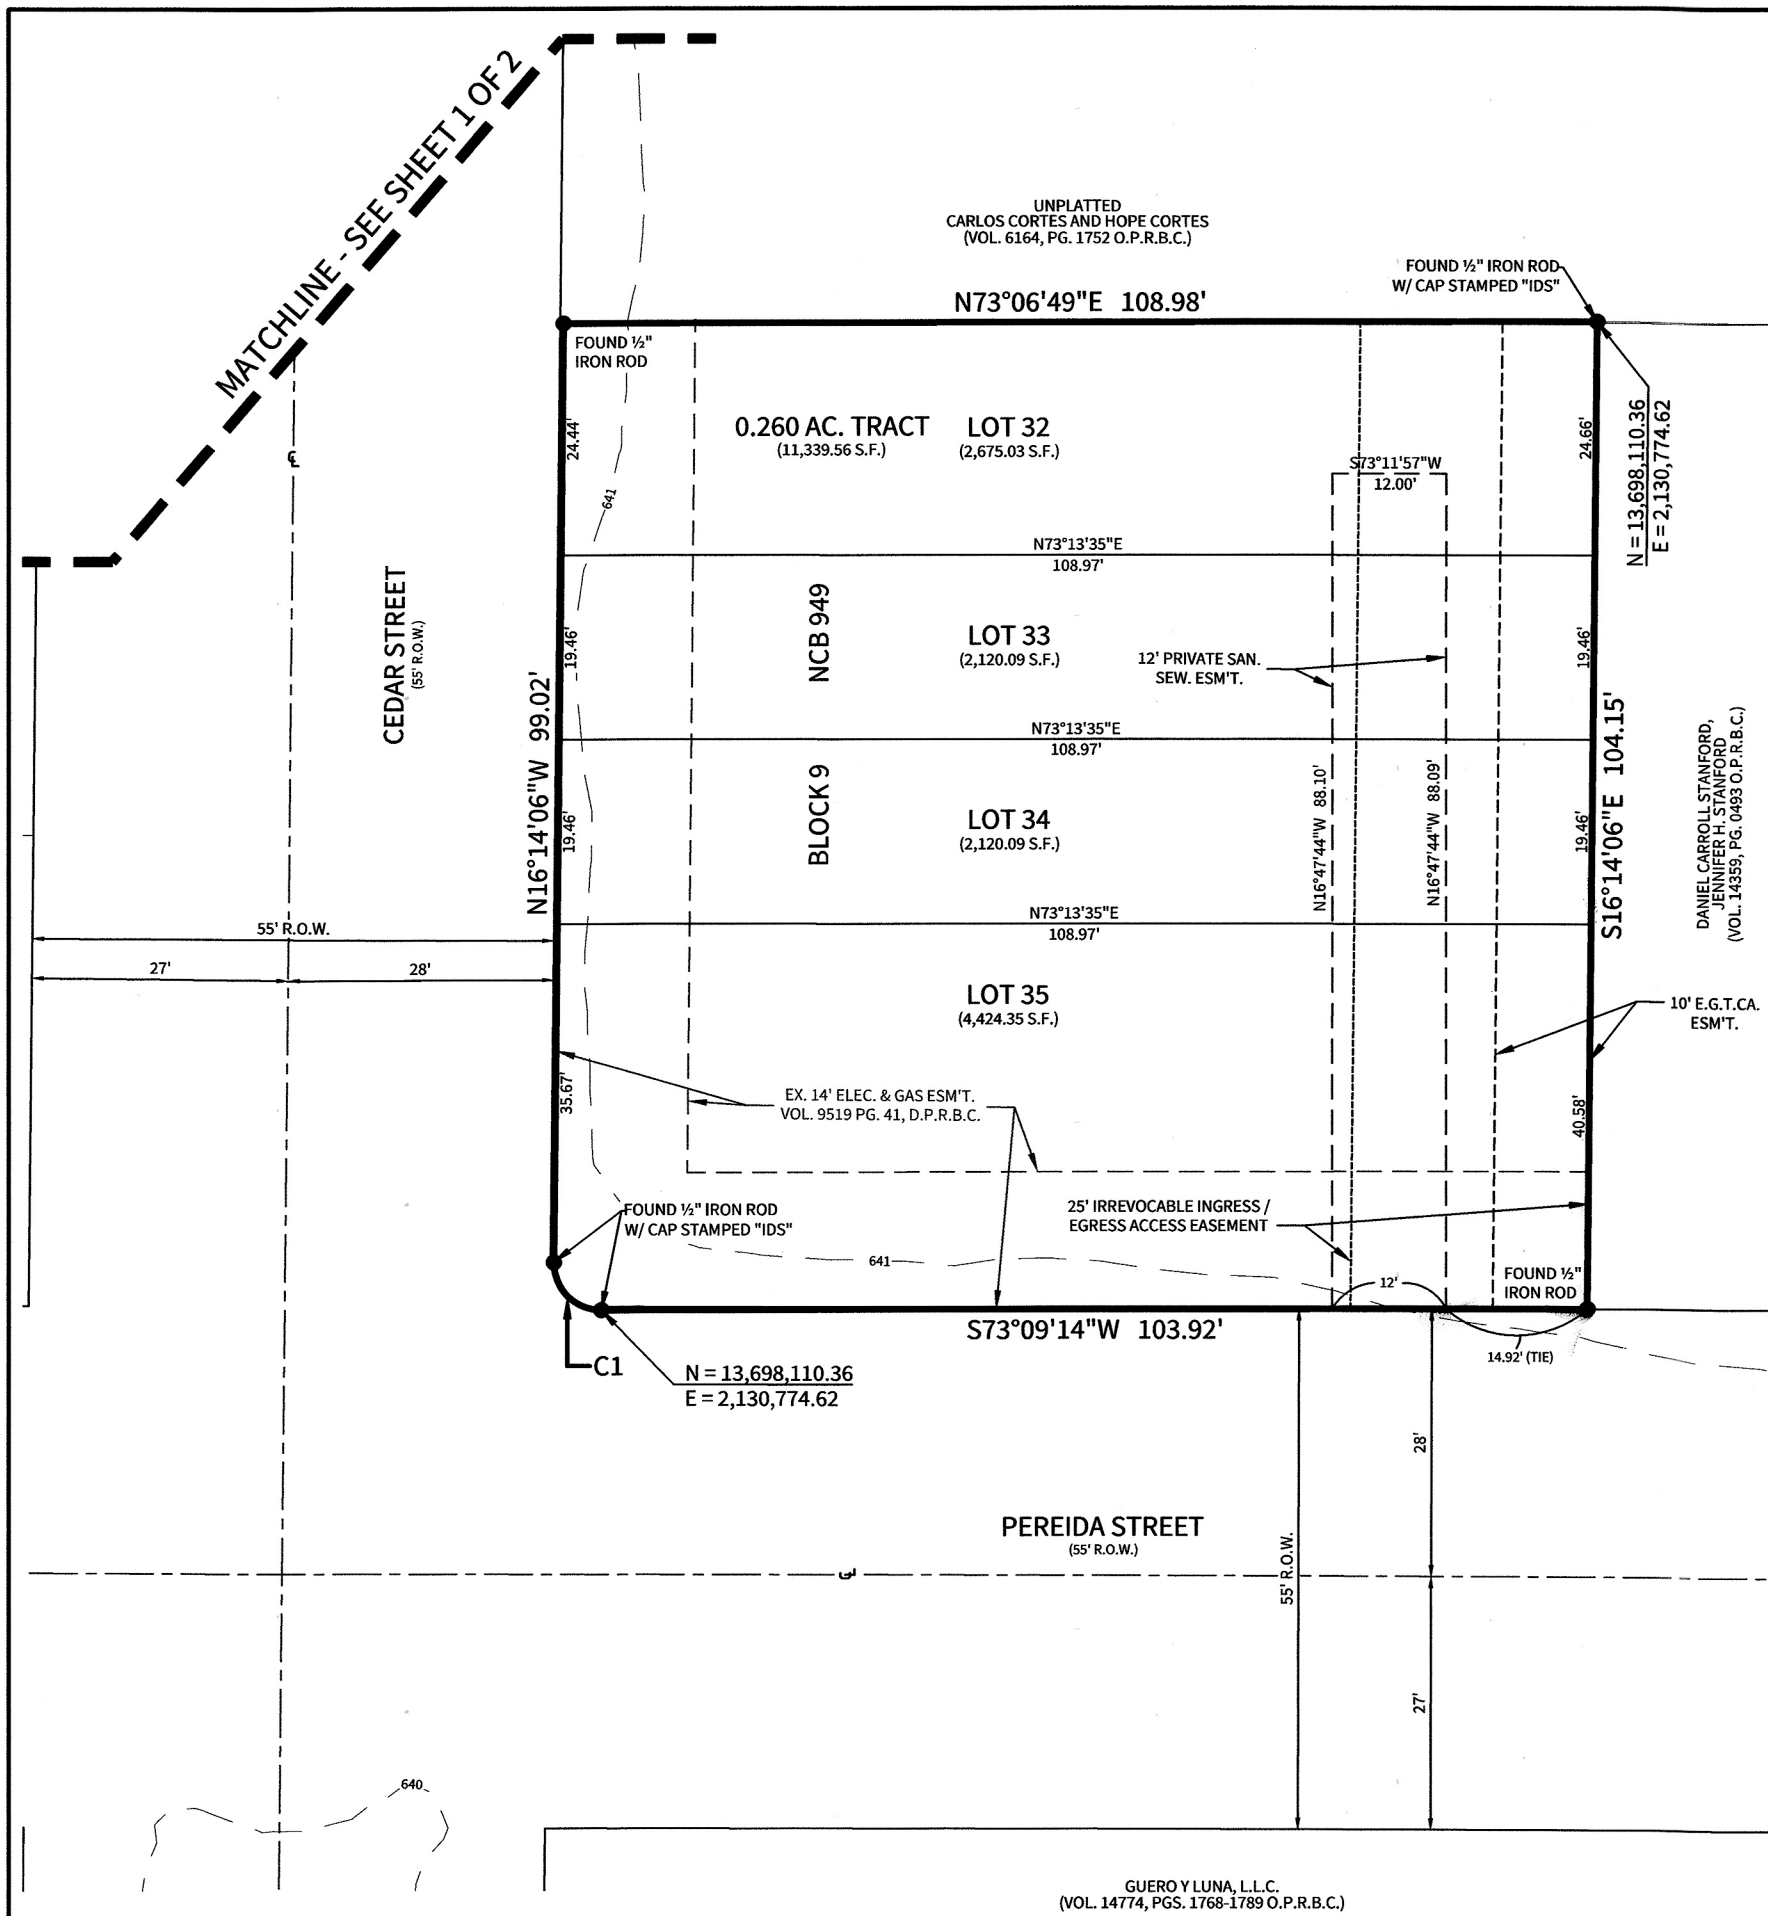 MATCHLINE - SEE SHEET 1 OF 2
UNPLATTED
CARLOS CORTES AND HOPE CORTES
(VOL. 6164, PG. 1752 O.P.R.B.C.)
FOUND ½" IRON ROD
W/ CAP STAMPED "IDS"
N73°06'49"E 108.98'
FOUND ½"
IRON ROD
N = 13,698,110.36
E = 2,130,774.62
24.44'
0.260 AC. TRACT
(11,339.56 S.F.)
LOT 32
(2,675.03 S.F.)
24.66'
S73°11'57"W
12.00'
641
N73°13'35"E
108.97'
CEDAR STREET
(55' R.O.W.)
NCB 949
LOT 33
(2,120.09 S.F.)
19.46'
19.46'
12' PRIVATE SAN.
SEW. ESM'T.
N16°14'06"W 99.02'
N73°13'35"E
108.97'
S16°14'06"E 104.15'
DANIEL CARROLL STANFORD,
JENNIFER H. STANFORD
(VOL. 14359, PG. 0493 O.P.R.B.C.)
BLOCK 9
LOT 34
(2,120.09 S.F.)
19.46'
19.46'
N16°47'44"W 88.10'
N16°47'44"W 88.09'
N73°13'35"E
108.97'
55' R.O.W.
27'
28'
LOT 35
(4,424.35 S.F.)
10' E.G.T.CA.
ESM'T.
35.67'
EX. 14' ELEC. & GAS ESM'T.
VOL. 9519 PG. 41, D.P.R.B.C.
40.58'
FOUND ½" IRON ROD
W/ CAP STAMPED "IDS"
25' IRREVOCABLE INGRESS /
EGRESS ACCESS EASEMENT
641
12'
FOUND ½"
IRON ROD
S73°09'14"W 103.92'
14.92' (TIE)
C1
N = 13,698,110.36
E = 2,130,774.62
28'
PEREIDA STREET
(55' R.O.W.)
55' R.O.W.
27'
640
GUERO Y LUNA, L.L.C.
(VOL. 14774, PGS. 1768-1789 O.P.R.B.C.)